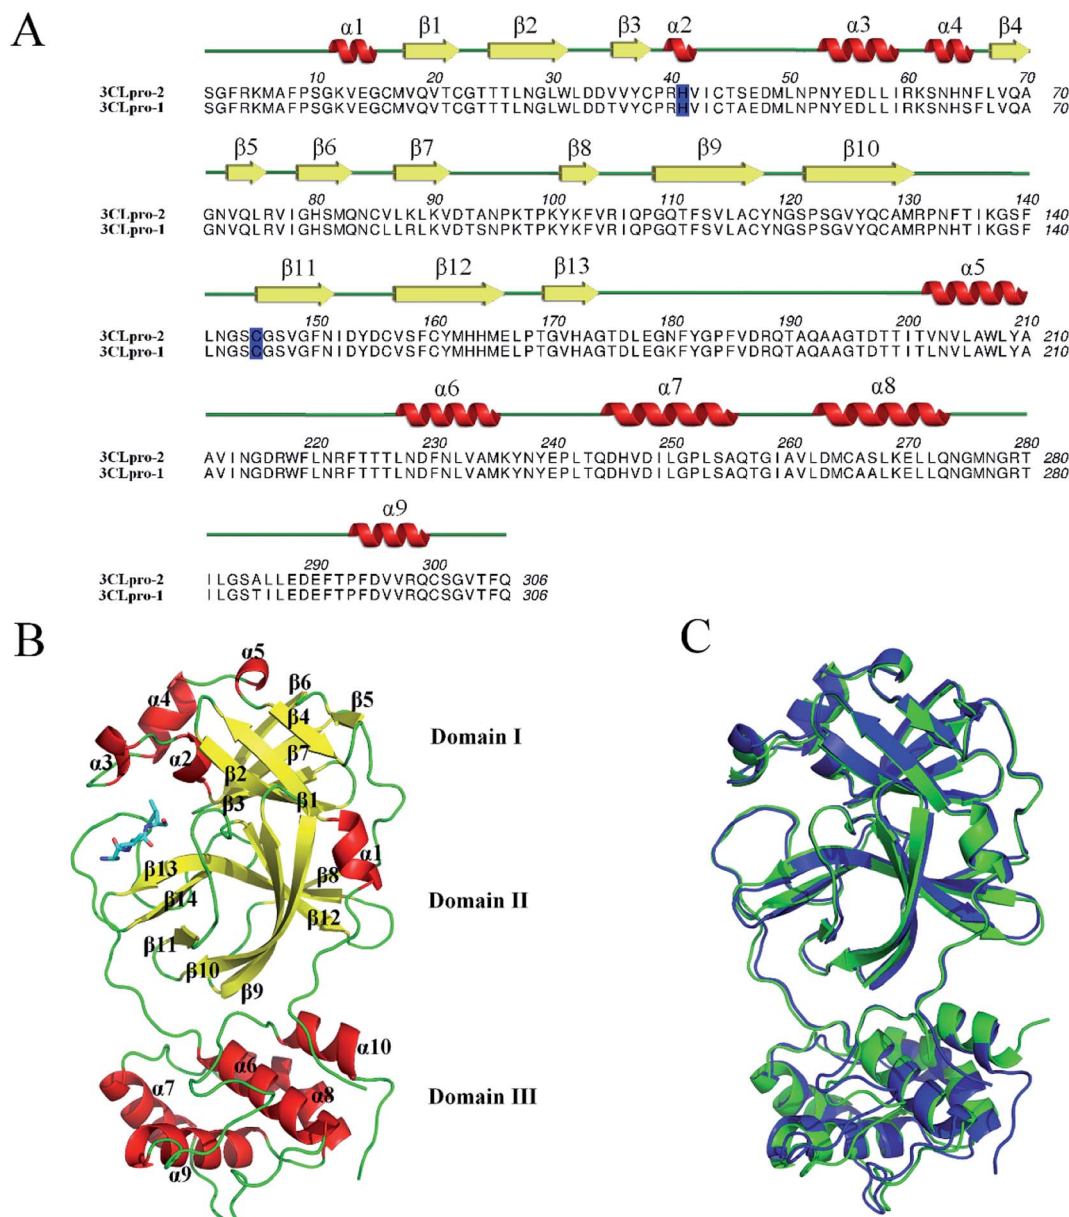 A
α1 β1 β2 β3 α2 α3 α4 β4
10 20 30 40 50 60 70
3CLpro-2 SGFRKMAFPSGKVEGCMVQVTCGTTTLNGLWLDDVVYCPRHVICTSEDMLNPNYEDLLIRKSNHNFLVQA 70
3CLpro-1 SGFRKMAFPSGKVEGCMVQVTCGTTTLNGLWLDDTVYCPRHVICTAEDMLNPNYEDLLIRKSNHSFLVQA 70
β5 β6 β7 β8 β9 β10
80 90 100 110 120 130 140
3CLpro-2 GNVQLRVIGHSMQNCVLKLKVDTANPKTPKYKFVRIQPGQTFSVLACYNGSPSGVYQCAMRPNFTIKGSF 140
3CLpro-1 GNVQLRVIGHSMQNCLLRLKVDTSNPKTPKYKFVRIQPGQTFSVLACYNGSPSGVYQCAMRPNHTIKGSF 140
β11 β12 β13 α5
150 160 170 180 190 200 210
3CLpro-2 LNGSCGSVGFNIDYDCVSFCYMHHMELPTGVHAGTDLEGNFYGPFVDRQTAQAAGTDTTITVNVLAWLYA 210
3CLpro-1 LNGSCGSVGFNIDYDCVSFCYMHHMELPTGVHAGTDLEGKFYGPFVDRQTAQAAGTDTTITLNVLAWLYA 210
α6 α7 α8
220 230 240 250 260 270 280
3CLpro-2 AVINGDRWFLNRFTTTLNDFNLVAMKYNYEPLTQDHVDILGPLSAQTGIAVLDMCASLKELLQNGMNGRT 280
3CLpro-1 AVINGDRWFLNRFTTTLNDFNLVAMKYNYEPLTQDHVDILGPLSAQTGIAVLDMCAALKELLQNGMNGRT 280
α9
290 300
3CLpro-2 ILGSALLEDEFTPFDVVRQCSGVTFQ 306
3CLpro-1 ILGSTILEDEFTPFDVVRQCSGVTFQ 306
B
α5
β6
α4
β5
β4
α3
α2
β7
β2
β3
β1
Domain I
α1
β13
β8
β14
β12
β11
β10
β9
Domain II
α10
α6
α7
α8
α9
Domain III
C